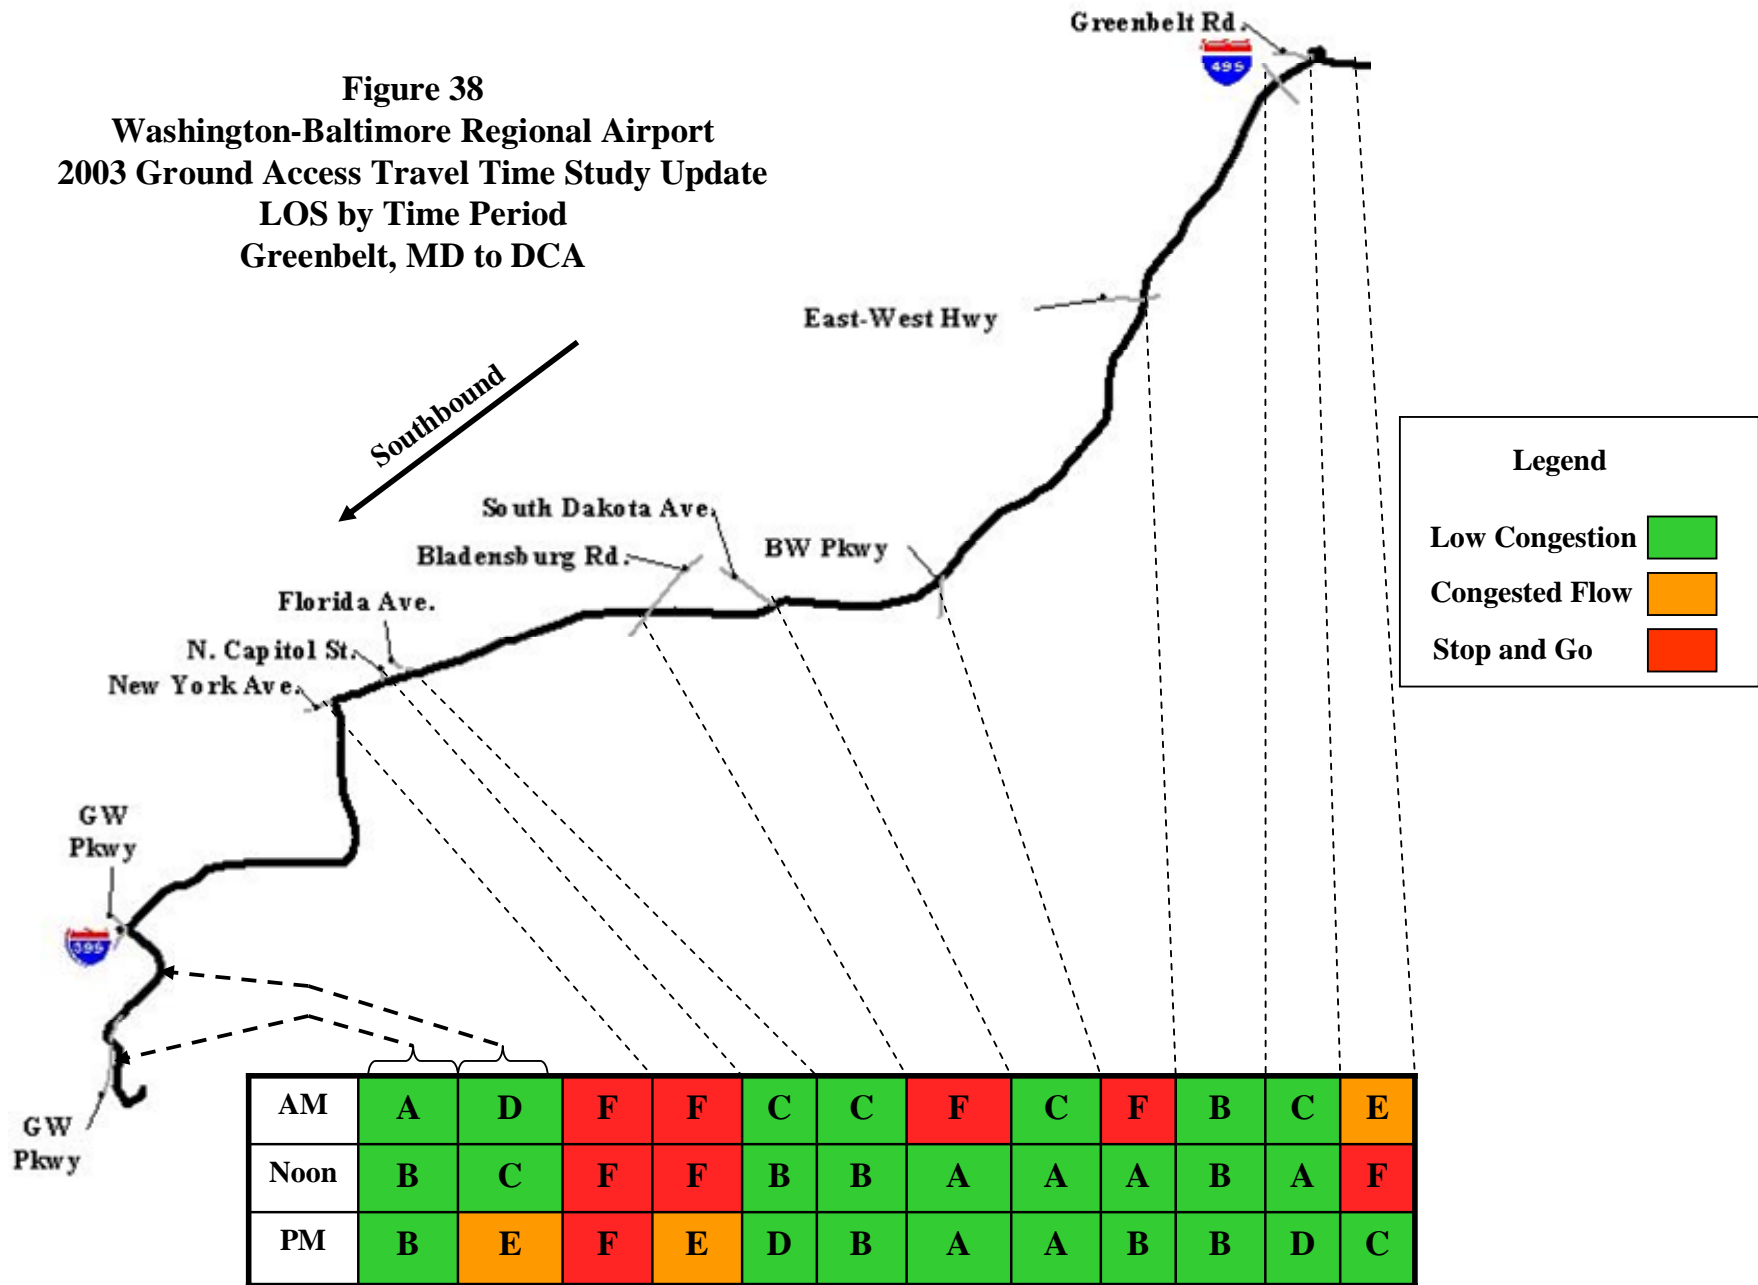 Figure 38
Washington-Baltimore Regional Airport
2003 Ground Access Travel Time Study Update
LOS by Time Period
Greenbelt, MD to DCA
Greenbelt Rd.
495
East-West Hwy
Southbound
Legend
Low Congestion
Congested Flow
Stop and Go
South Dakota Ave.
Bladensburg Rd.
BW Pkwy
Florida Ave.
N. Capitol St.
New York Ave.
GW
Pkwy
395
GW
Pkwy
AM A D F F C C F C F B C E
Noon B C F F B B A A A B A F
PM B E F E D B A A B B D C